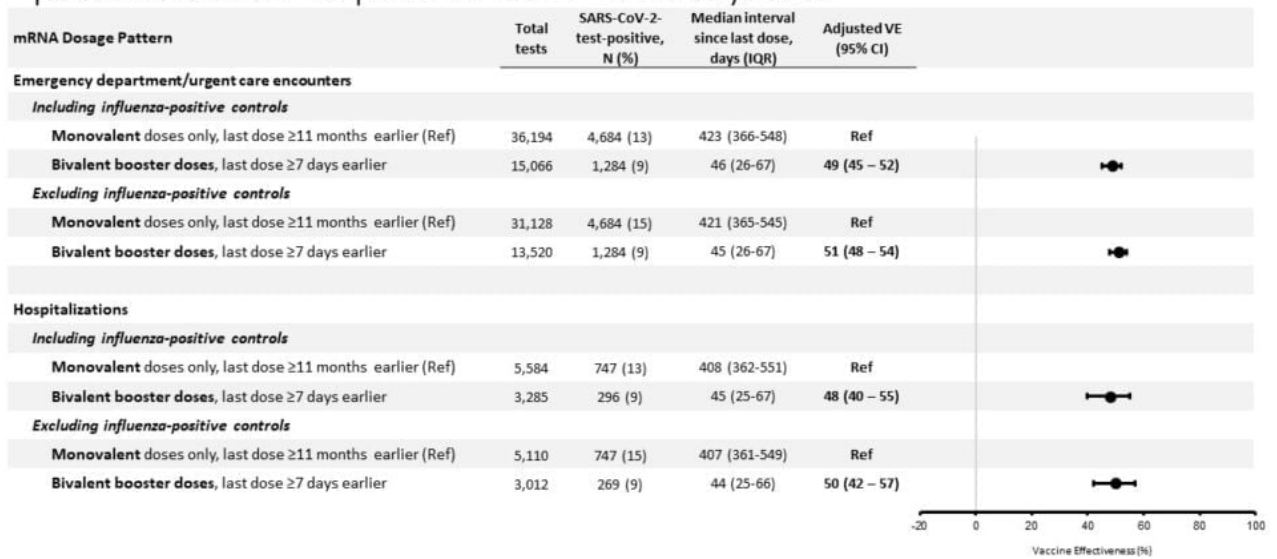 mRNA Dosage Pattern Total tests SARS-CoV-2-test-positive, N (%) Median interval since last dose, days (IQR) Adjusted VE (95% CI)
Emergency department/urgent care encounters
Including influenza-positive controls
Monovalent doses only, last dose ≥11 months earlier (Ref) 36,194 4,684 (13) 423 (366-548) Ref
Bivalent booster doses, last dose ≥7 days earlier 15,066 1,284 (9) 46 (26-67) 49 (45 – 52)
Excluding influenza-positive controls
Monovalent doses only, last dose ≥11 months earlier (Ref) 31,128 4,684 (15) 421 (365-545) Ref
Bivalent booster doses, last dose ≥7 days earlier 13,520 1,284 (9) 45 (26-67) 51 (48 – 54)
Hospitalizations
Including influenza-positive controls
Monovalent doses only, last dose ≥11 months earlier (Ref) 5,584 747 (13) 408 (362-551) Ref
Bivalent booster doses, last dose ≥7 days earlier 3,285 296 (9) 45 (25-67) 48 (40 – 55)
Excluding influenza-positive controls
Monovalent doses only, last dose ≥11 months earlier (Ref) 5,110 747 (15) 407 (361-549) Ref
Bivalent booster doses, last dose ≥7 days earlier 3,012 269 (9) 44 (25-66) 50 (42 – 57)
-20 0 20 40 60 80 100
Vaccine Effectiveness (%)